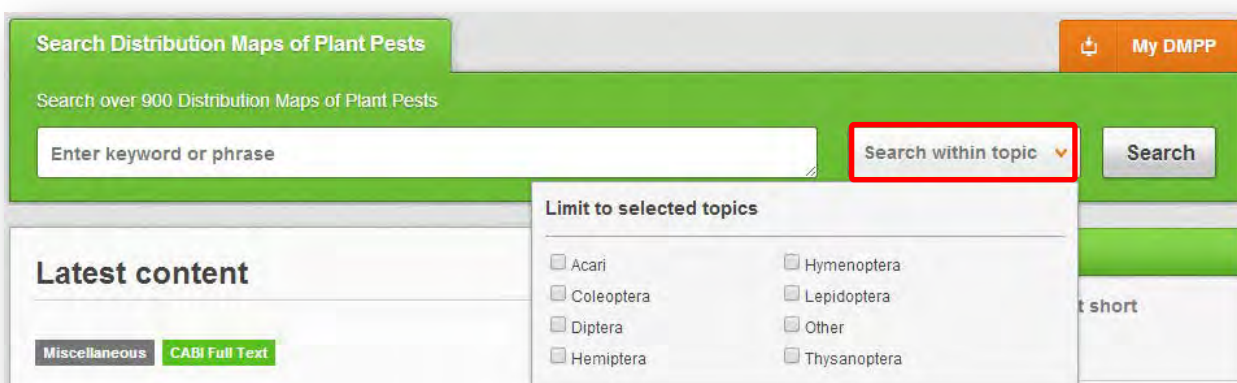 Search Distribution Maps of Plant Pests
My DMPP
Search over 900 Distribution Maps of Plant Pests
Enter keyword or phrase
Search within topic
Search
Limit to selected topics
Acari
Hymenoptera
Coleoptera
Lepidoptera
Diptera
Other
Hemiptera
Thysanoptera
Latest content
Miscellaneous CABI Full Text
t short